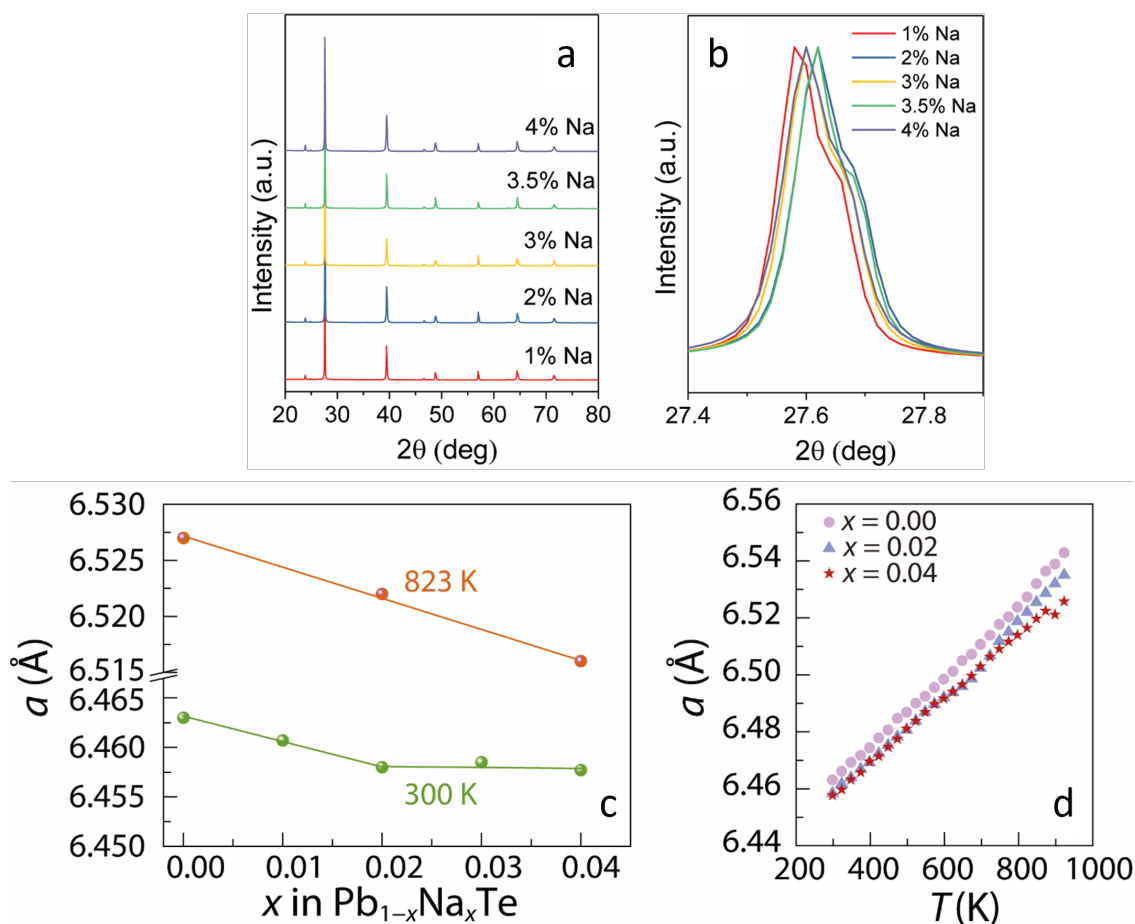 a
Intensity (a.u.)
4% Na
3.5% Na
3% Na
2% Na
1% Na
20 30 40 50 60 70 80
2θ (deg)
b
1% Na
2% Na
3% Na
3.5% Na
4% Na
Intensity (a.u.)
27.4 27.6 27.8
2θ (deg)
6.530
6.525
6.520
6.515
6.465
6.460
6.455
6.450
a (Å)
823 K
300 K
c
0.00 0.01 0.02 0.03 0.04
x in Pb₁₋ₓNaₓTe
6.56
6.54
6.52
6.50
6.48
6.46
6.44
a (Å)
x = 0.00
x = 0.02
x = 0.04
d
200 400 600 800 1000
T (K)